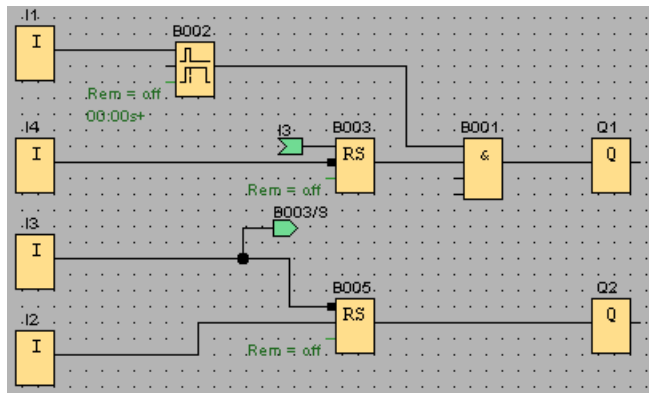 I1
I
B002
Rem = off
00:00s+
I4
I
I3
B003
RS
Rem = off
B001
&
Q1
Q
B003/S
I3
I
B005
RS
Rem = off
Q2
Q
I2
I